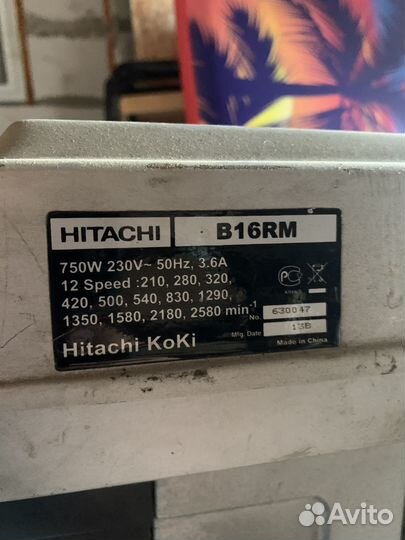 HITACHI B16RM
750W 230V~ 50Hz, 3.6A
12 Speed :210, 280, 320,
420, 500, 540, 830, 1290,
1350, 1580, 2180, 2580 min⁻¹
No. 630047
Mfg. Date 13B
Hitachi KoKi
Made in China
Avito